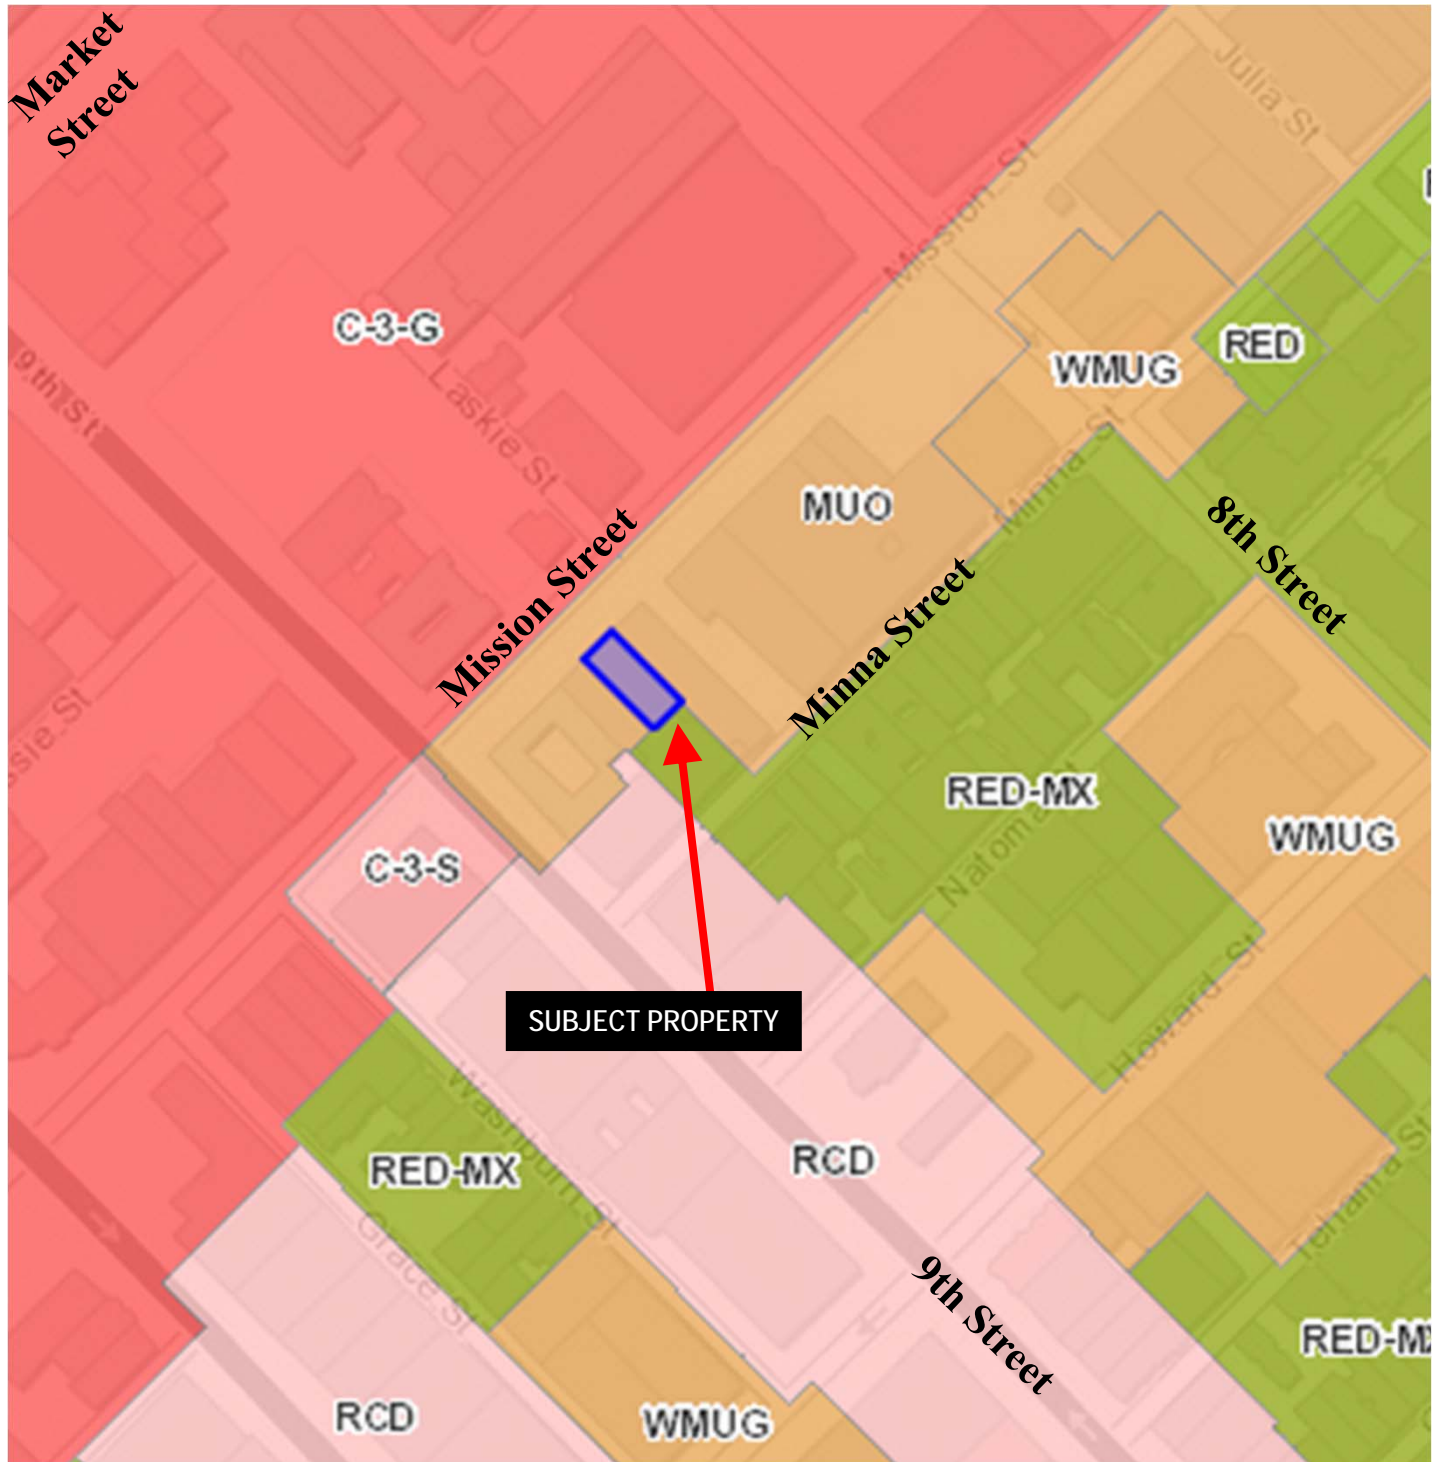 Market
Street
Julia St
Mission St
C-3-G
RED
WMUG
9th St
Laskie St
Minna St
MUO
8th Street
Mission Street
Minna Street
RED-MX
WMUG
Natoma
C-3-S
Howard St
SUBJECT PROPERTY
Washburn St
RCD
RED-MX
Tehama St
Grace St
9th Street
RED-M
RCD
WMUG